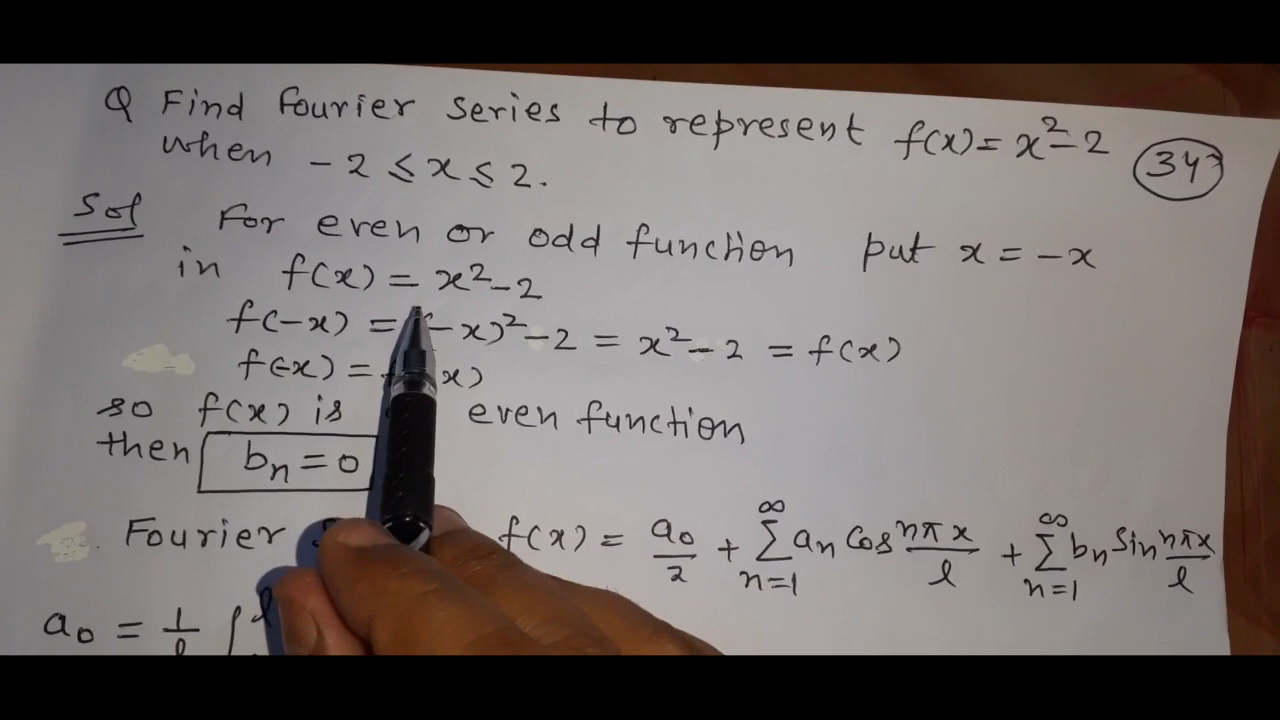 Q Find Fourier series to represent f(x) = x² - 2
when -2 ≤ x ≤ 2.
34
Sol For even or odd function put x = -x
in f(x) = x² - 2
f(-x) = (-x)² - 2 = x² - 2 = f(x)
f(-x) = f(x)
so f(x) is even function
then bn = 0
Fourier f(x) = a0/2 + ∑_{n=1}^{∞} an Cos nπx/l + ∑_{n=1}^{∞} bn Sin nπx/l
a0 = 1/l ∫